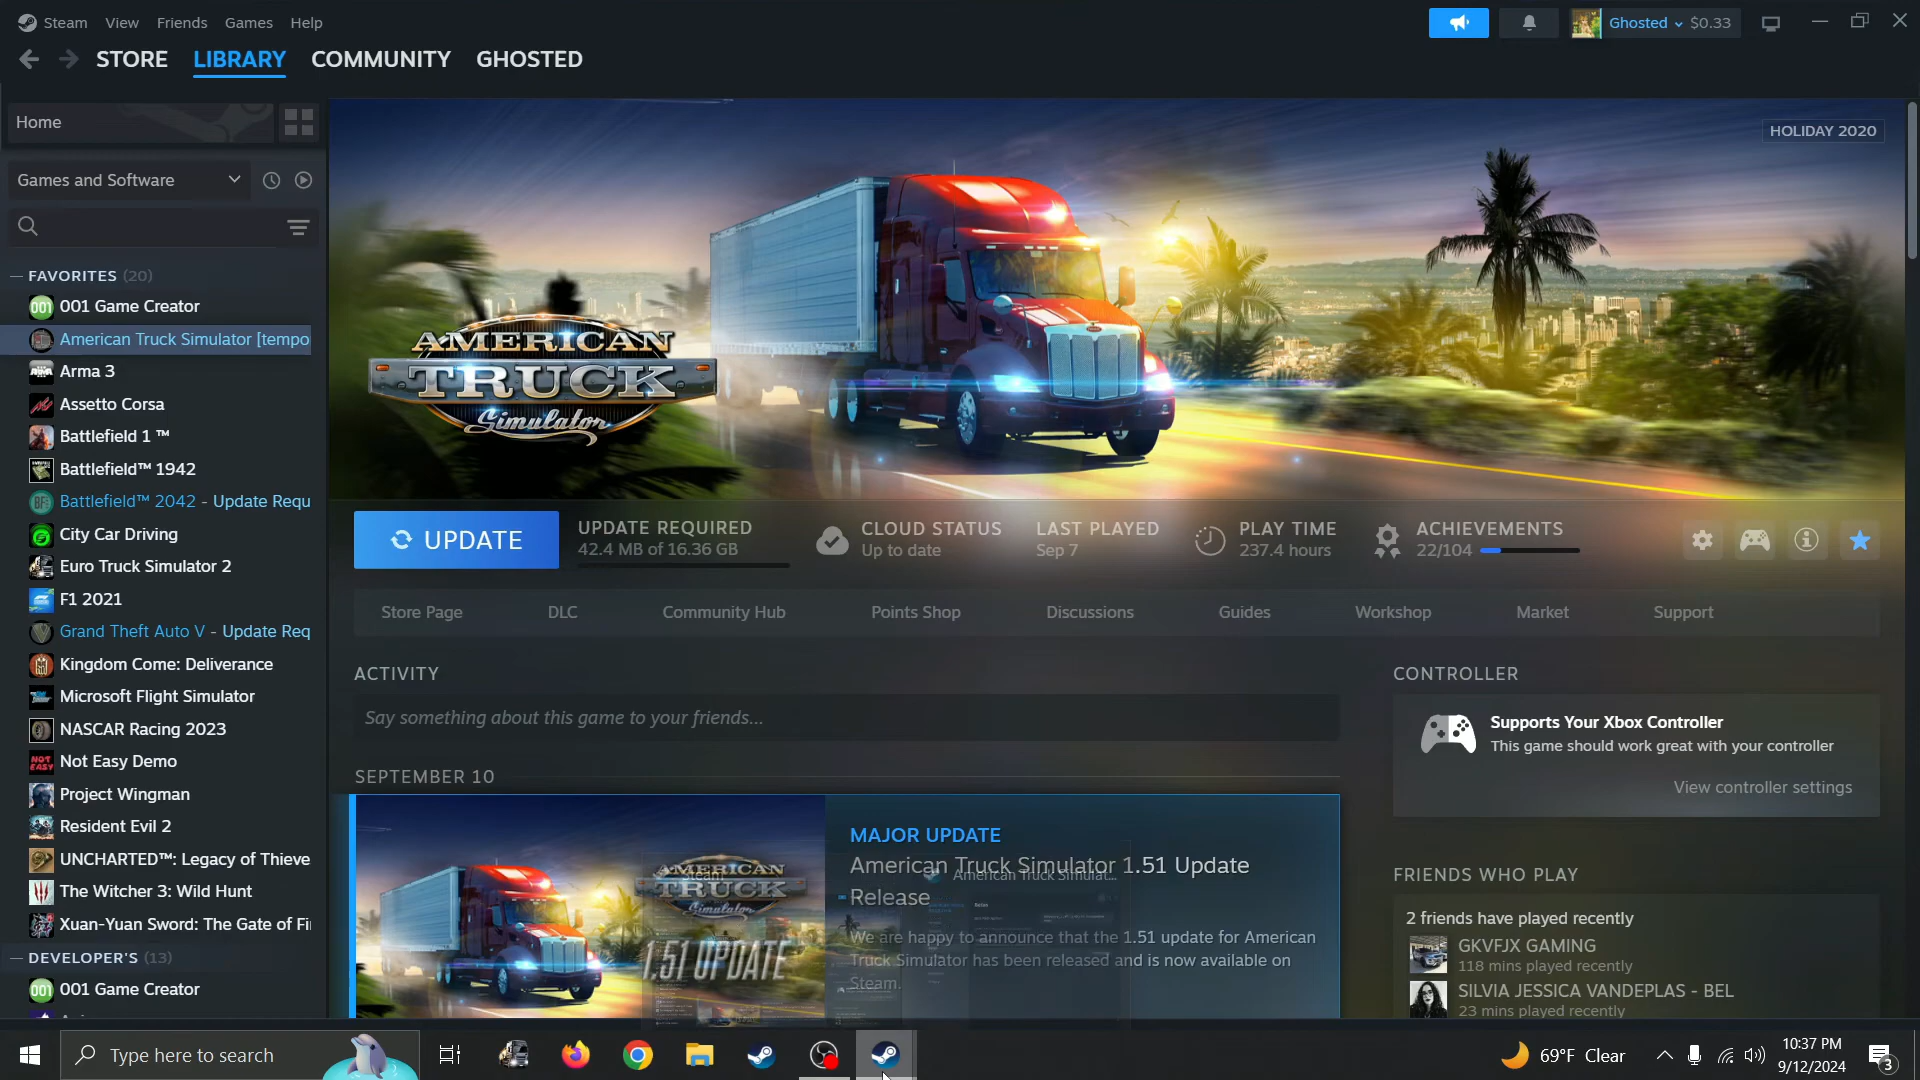 Steam View Friends Games Help
Ghosted $0.33
STORE LIBRARY COMMUNITY GHOSTED
Home
HOLIDAY 2020
Games and Software
FAVORITES (20)
001 Game Creator
American Truck Simulator [tempo
Arma 3
Assetto Corsa
Battlefield 1 ™
Battlefield™ 1942
Battlefield™ 2042 - Update Requ
City Car Driving
Euro Truck Simulator 2
F1 2021
Grand Theft Auto V - Update Req
Kingdom Come: Deliverance
Microsoft Flight Simulator
NASCAR Racing 2023
Not Easy Demo
Project Wingman
Resident Evil 2
UNCHARTED™: Legacy of Thieve
The Witcher 3: Wild Hunt
Xuan-Yuan Sword: The Gate of Fi
DEVELOPER'S (13)
001 Game Creator
AMERICAN
TRUCK
Simulator
UPDATE
UPDATE REQUIRED
42.4 MB of 16.36 GB
CLOUD STATUS
Up to date
LAST PLAYED
Sep 7
PLAY TIME
237.4 hours
ACHIEVEMENTS
22/104
Store Page DLC Community Hub Points Shop Discussions Guides Workshop Market Support
ACTIVITY
Say something about this game to your friends...
SEPTEMBER 10
AMERICAN
TRUCK
Simulator
1.51 UPDATE
MAJOR UPDATE
American Truck Simulator 1.51 Update
Release
We are happy to announce that the 1.51 update for American
Truck Simulator has been released and is now available on
Steam.
Steam
American Truck Simulat...
CONTROLLER
Supports Your Xbox Controller
This game should work great with your controller
View controller settings
FRIENDS WHO PLAY
2 friends have played recently
GKVFJX GAMING
118 mins played recently
SILVIA JESSICA VANDEPLAS - BEL
23 mins played recently
Type here to search
69°F Clear
10:37 PM
9/12/2024
3